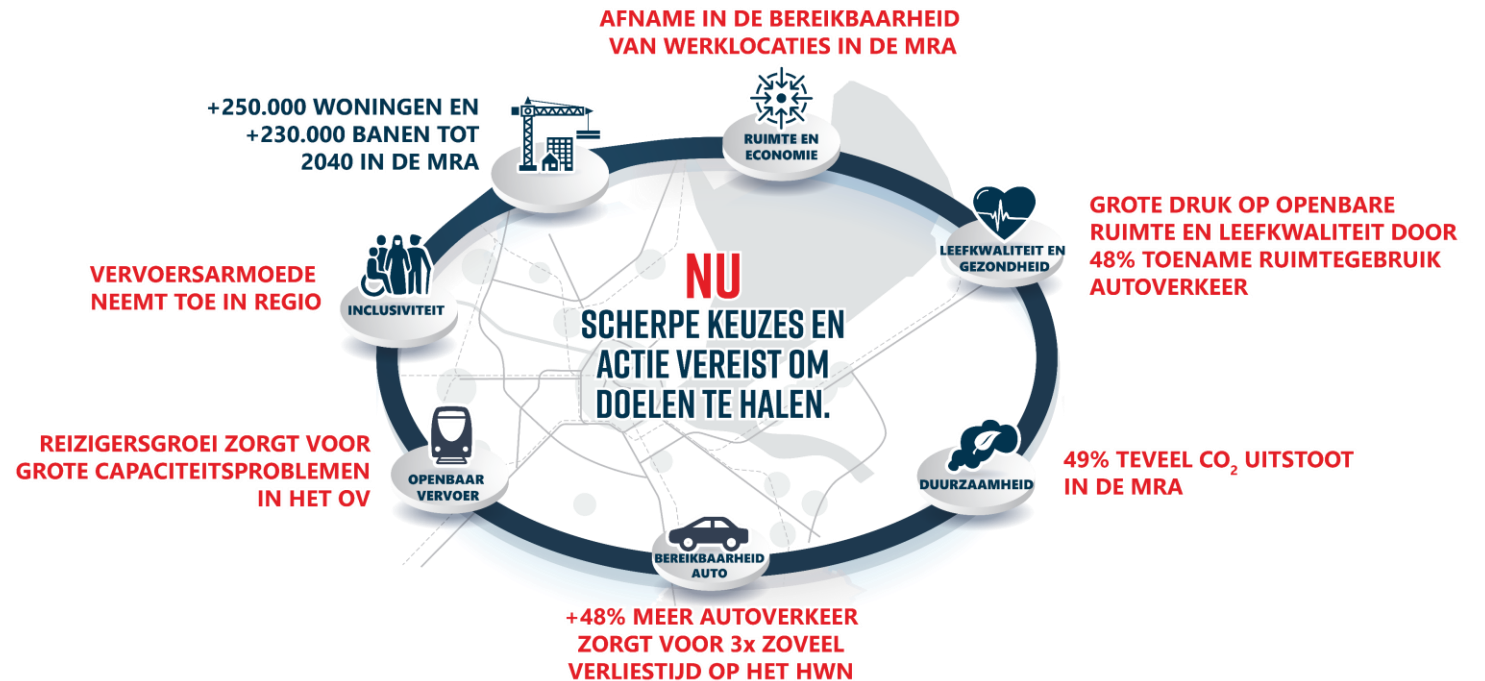 AFNAME IN DE BEREIKBAARHEID
VAN WERKLOCATIES IN DE MRA
RUIMTE EN
ECONOMIE
+250.000 WONINGEN EN
+230.000 BANEN TOT
2040 IN DE MRA
GROTE DRUK OP OPENBARE
RUIMTE EN LEEFKWALITEIT DOOR
48% TOENAME RUIMTEGEBRUIK
AUTOVERKEER
LEEFKWALITEIT EN
GEZONDHEID
VERVOERSARMOEDE
NEEMT TOE IN REGIO
INCLUSIVITEIT
NU
SCHERPE KEUZES EN
ACTIE VEREIST OM
DOELEN TE HALEN.
REIZIGERSGROEI ZORGT VOOR
GROTE CAPACITEITSPROBLEMEN
IN HET OV
OPENBAAR
VERVOER
DUURZAAMHEID
49% TEVEEL CO₂ UITSTOOT
IN DE MRA
BEREIKBAARHEID
AUTO
+48% MEER AUTOVERKEER
ZORGT VOOR 3x ZOVEEL
VERLIESTIJD OP HET HWN